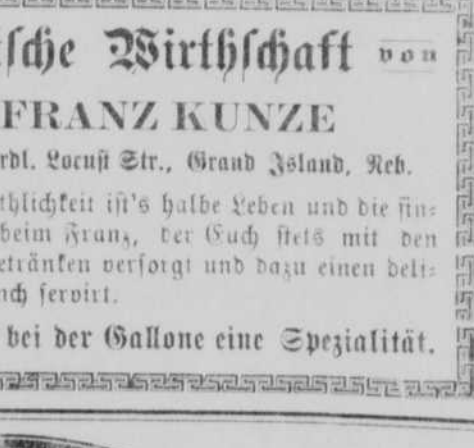 ſche Wirthſchaft von
FRANZ KUNZE
rdl. Locuſt Str., Grand Island, Neb.
thlichkeit iſt's halbe Leben und die fin=
beim Franz, der Euch ſtets mit den
etränken verſorgt und dazu einen deli=
nch ſervirt.
bei der Gallone eine Spezialität.